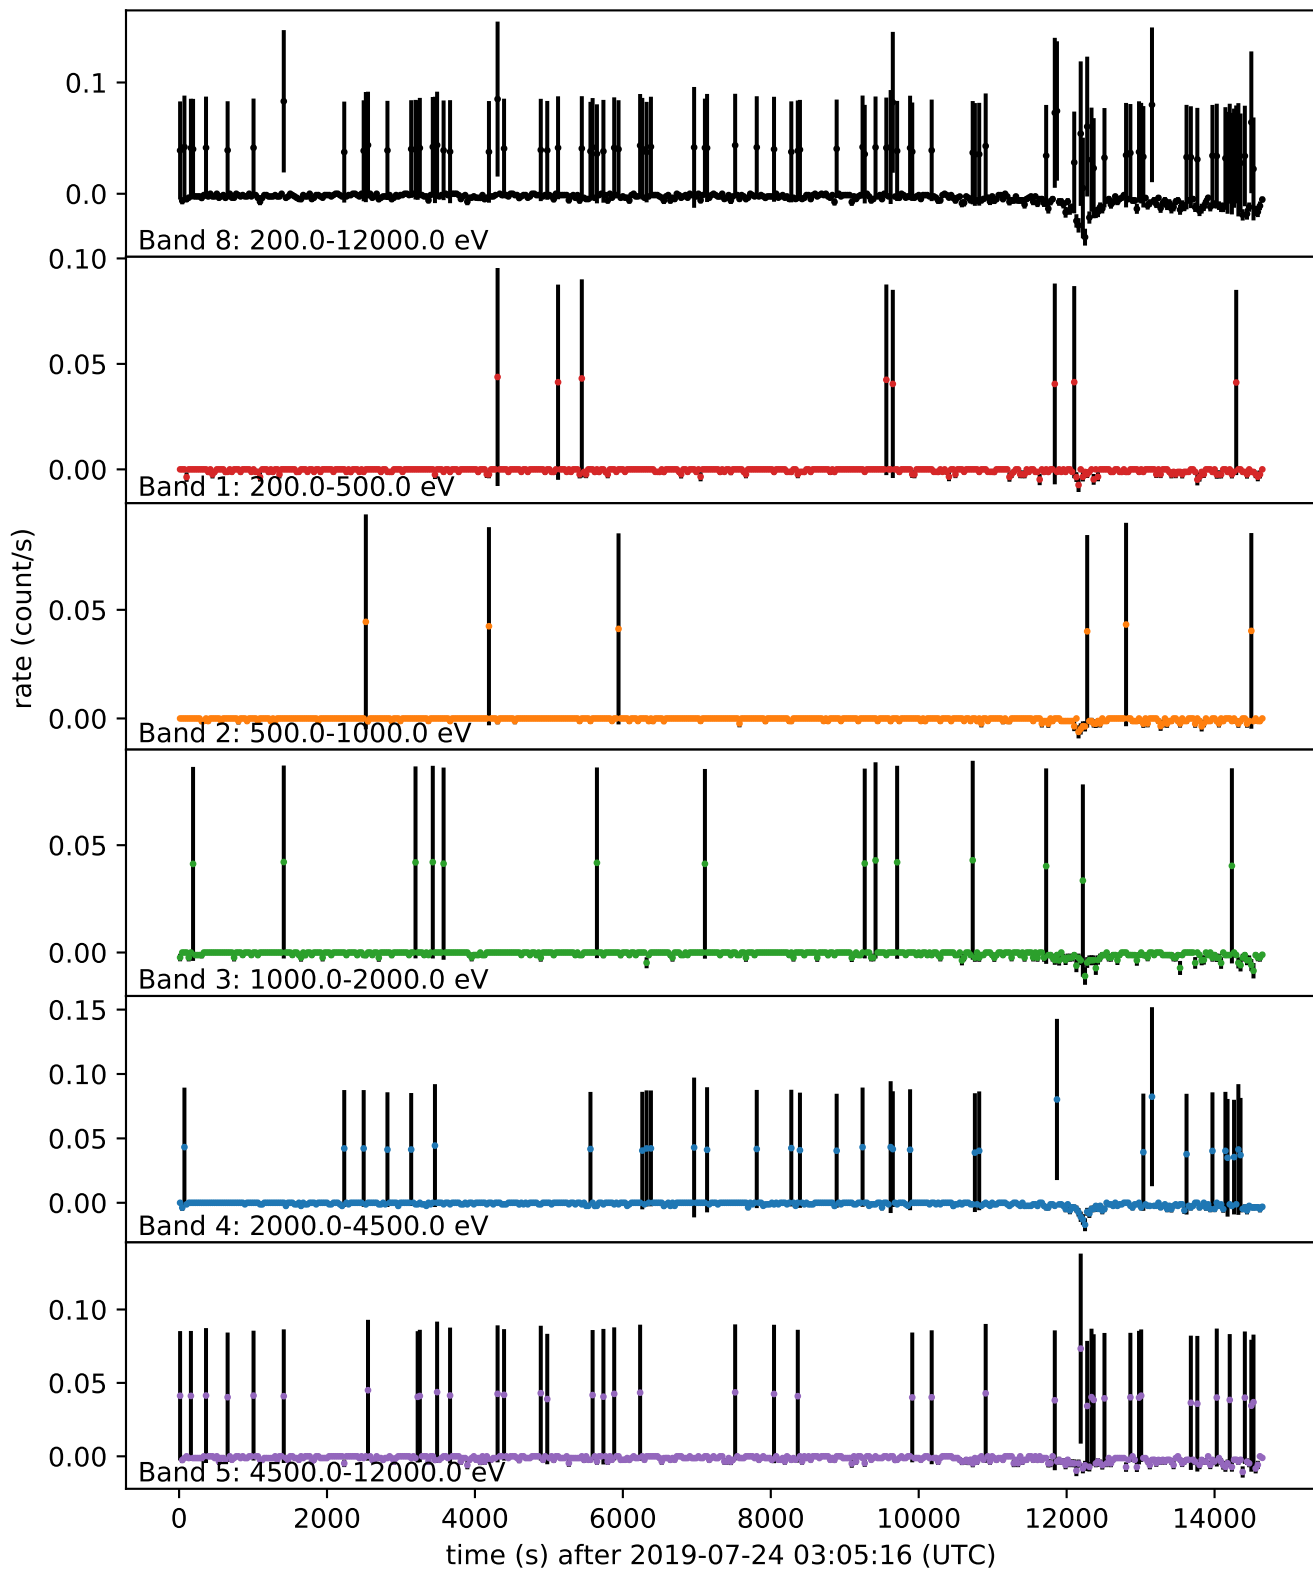 0.1
0.0
Band 8: 200.0-12000.0 eV
0.10
0.05
0.00
Band 1: 200.0-500.0 eV
rate (count/s)
0.05
0.00
Band 2: 500.0-1000.0 eV
0.05
0.00
Band 3: 1000.0-2000.0 eV
0.15
0.10
0.05
0.00
Band 4: 2000.0-4500.0 eV
0.10
0.05
0.00
Band 5: 4500.0-12000.0 eV
0 2000 4000 6000 8000 10000 12000 14000
time (s) after 2019-07-24 03:05:16 (UTC)